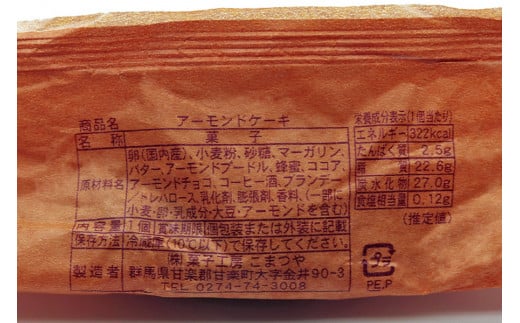 商品名 アーモンドケーキ
名称 菓子
原材料名 卵(国内産)、小麦粉、砂糖、マーガリン
バター、アーモンドプードル、蜂蜜、ココア
アーモンドチョコ、コーヒー酒、ブランデー
/トレハロース、乳化剤、膨張剤、香料、(一部に
小麦・卵・乳成分・大豆・アーモンドを含む)
内容量 1個 賞味期限 個包装または外装に記載
保存方法 冷蔵庫(10℃以下)で保存してください。
製造者 (株)菓子工房 こまつや
群馬県甘楽郡甘楽町大字金井90-3
TEL 0274-74-3008
栄養成分表示(1個当たり)
エネルギー 322kcal
たんぱく質 2.5g
脂質 22.6g
炭水化物 27.0g
食塩相当量 0.12g
(推定値)
プラ
PE,P